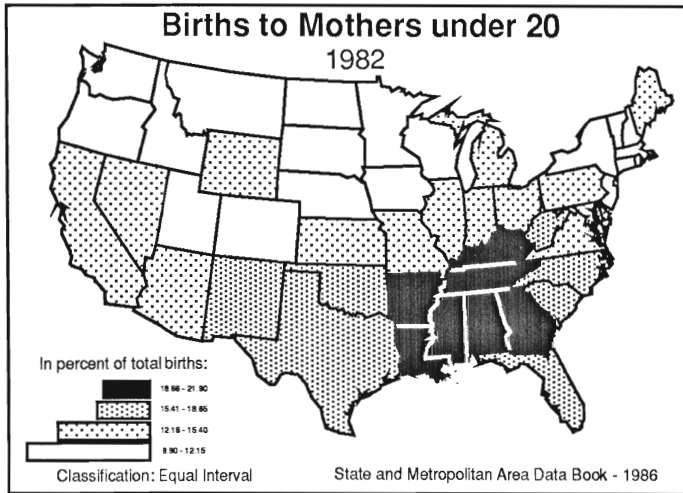 Births to Mothers under 20
1982
In percent of total births:
18.66 - 21.90
15.41 - 18.65
12.16 - 15.40
8.90 - 12.15
Classification: Equal Interval
State and Metropolitan Area Data Book - 1986